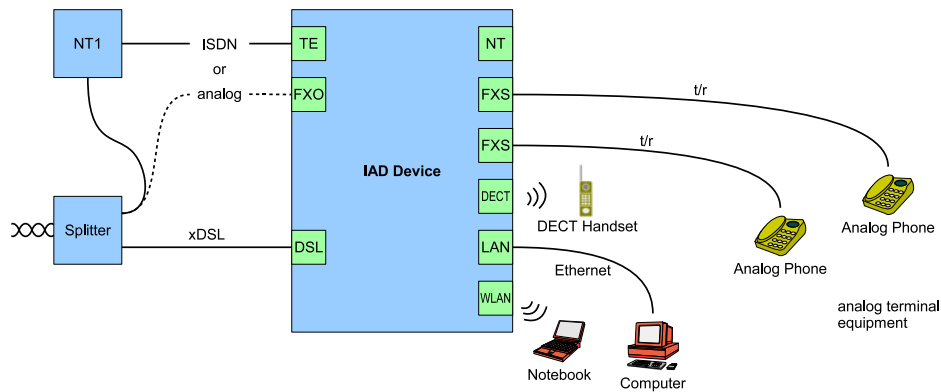 NT1
ISDN
or
analog
TE
FXO
NT
FXS
t/r
FXS
t/r
IAD Device
DECT
DECT Handset
Analog Phone
Analog Phone
Splitter
xDSL
DSL
LAN
Ethernet
WLAN
analog terminal
equipment
Notebook
Computer